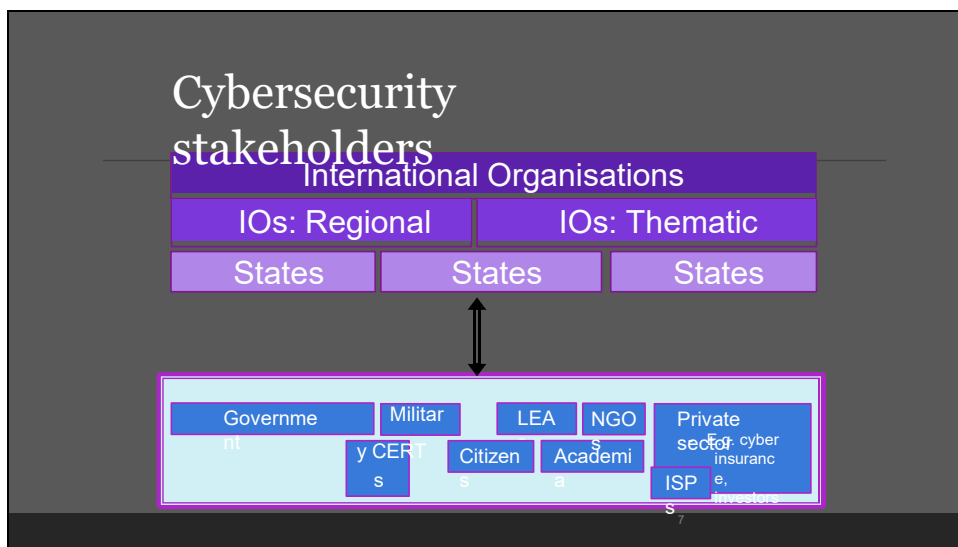 Cybersecurity
stakeholders
International Organisations
IOs: Regional
IOs: Thematic
States
States
States
Governme
nt
Militar
y CERT
s
LEA
s
NGO
s
Citizen
s
Academi
a
Private
sector
E.g. cyber
insuranc
e,
investors
ISP
s
7